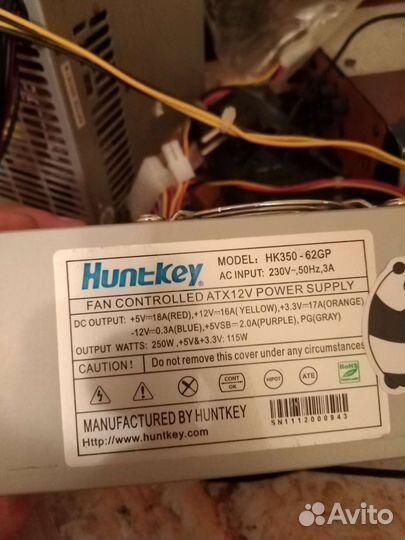 Huntkey®
MODEL: HK350-62GP
AC INPUT: 230V~,50Hz,3A
FAN CONTROLLED ATX12V POWER SUPPLY
DC OUTPUT: +5V=18A(RED),+12V=16A(YELLOW),+3.3V=17A(ORANGE)
-12V=0.3A(BLUE),+5VSB=2.0A(PURPLE), PG(GRAY)
OUTPUT WATTS: 250W ,+5V&+3.3V: 115W
CAUTION! Do not remove this cover under any circumstances
CONT OK
HIPOT
ATE
RoHS
MANUFACTURED BY HUNTKEY
Http://www.huntkey.com
SN1112000943
Avito